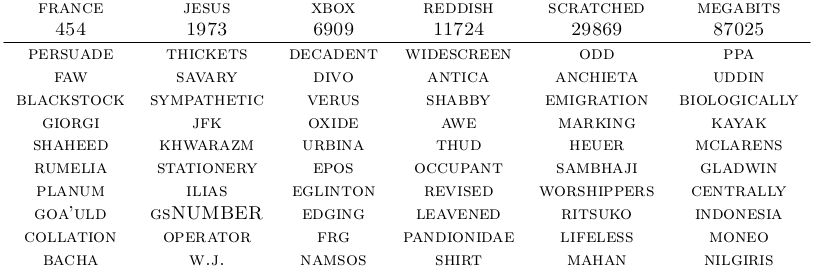 FRANCE JESUS XBOX REDDISH SCRATCHED MEGABITS
454 1973 6909 11724 29869 87025
PERSUADE THICKETS DECADENT WIDESCREEN ODD PPA
FAW SAVARY DIVO ANTICA ANCHIETA UDDIN
BLACKSTOCK SYMPATHETIC VERUS SHABBY EMIGRATION BIOLOGICALLY
GIORGI JFK OXIDE AWE MARKING KAYAK
SHAHEED KHWARAZM URBINA THUD HEUER MCLARENS
RUMELIA STATIONERY EPOS OCCUPANT SAMBHAJI GLADWIN
PLANUM ILIAS EGLINTON REVISED WORSHIPPERS CENTRALLY
GOA'ULD GSNUMBER EDGING LEAVENED RITSUKO INDONESIA
COLLATION OPERATOR FRG PANDIONIDAE LIFELESS MONEO
BACHA W.J. NAMSOS SHIRT MAHAN NILGIRIS